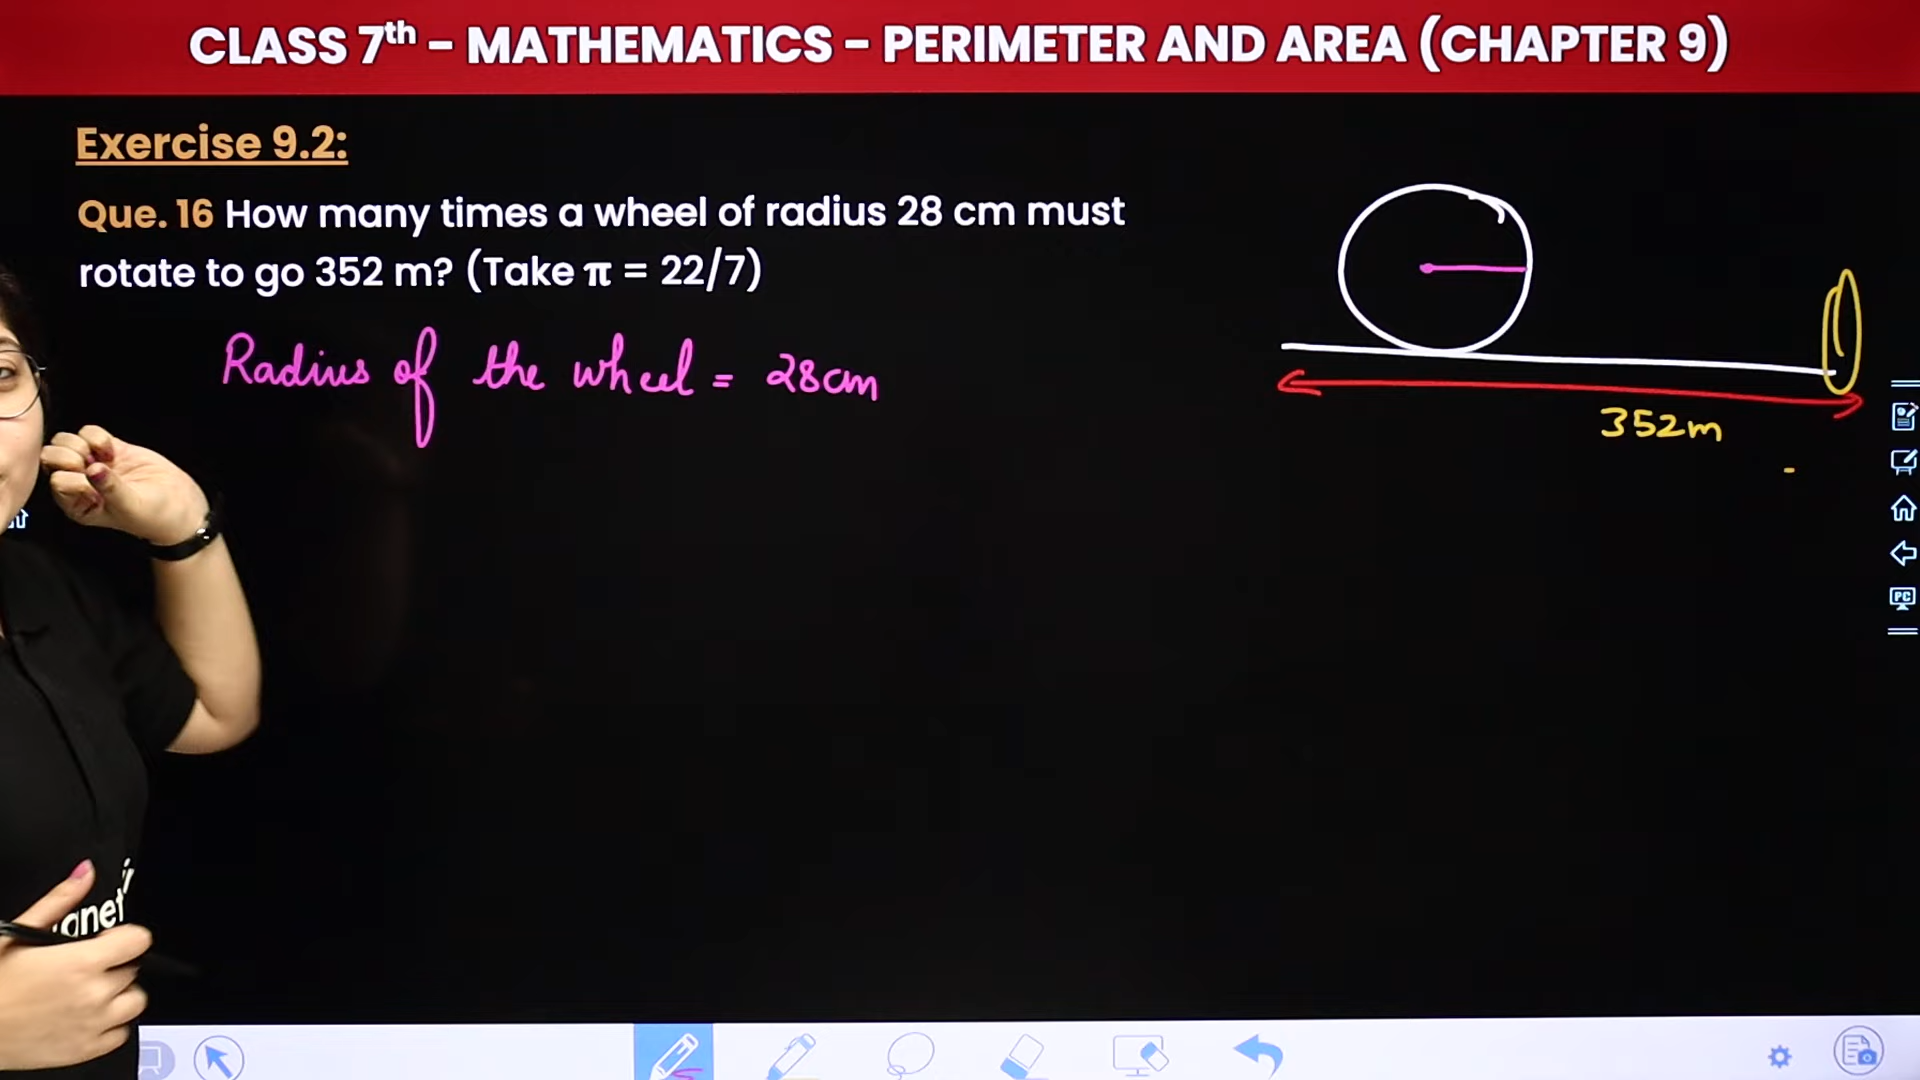 CLASS 7th - MATHEMATICS - PERIMETER AND AREA (CHAPTER 9)
Exercise 9.2:
Que. 16 How many times a wheel of radius 28 cm must
rotate to go 352 m? (Take π = 22/7)
Radius of the wheel = 28cm
352m
PC